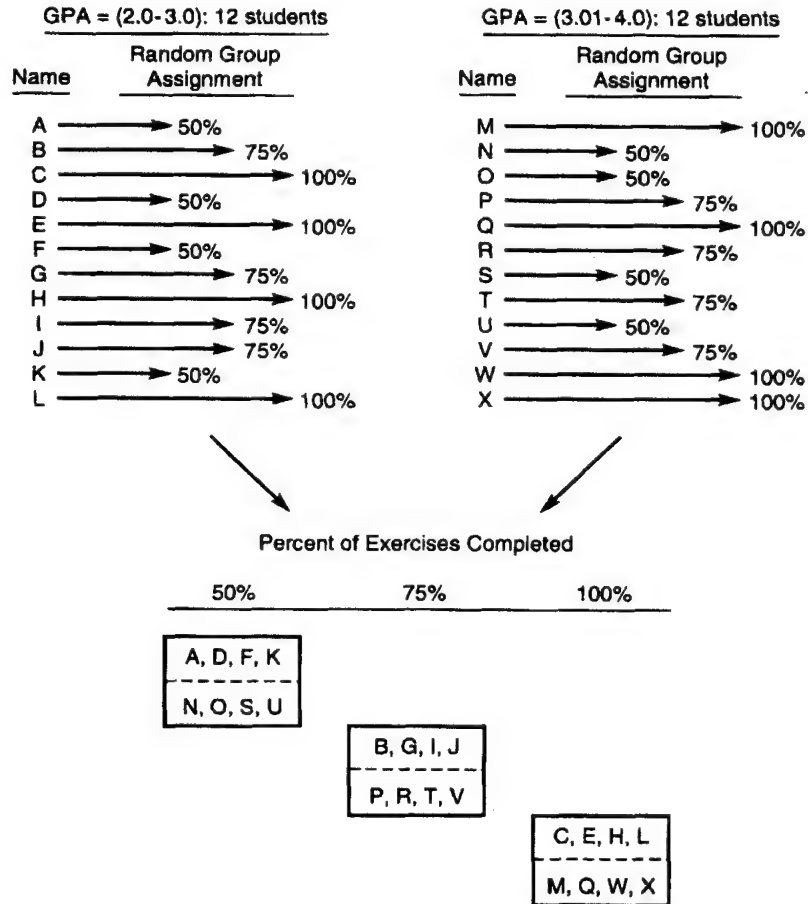 GPA = (2.0-3.0): 12 students
Name
Random Group
Assignment
A 50%
B 75%
C 100%
D 50%
E 100%
F 50%
G 75%
H 100%
I 75%
J 75%
K 50%
L 100%
GPA = (3.01-4.0): 12 students
Name
Random Group
Assignment
M 100%
N 50%
O 50%
P 75%
Q 100%
R 75%
S 50%
T 75%
U 50%
V 75%
W 100%
X 100%
Percent of Exercises Completed
50% 75% 100%
A, D, F, K
N, O, S, U
B, G, I, J
P, R, T, V
C, E, H, L
M, Q, W, X